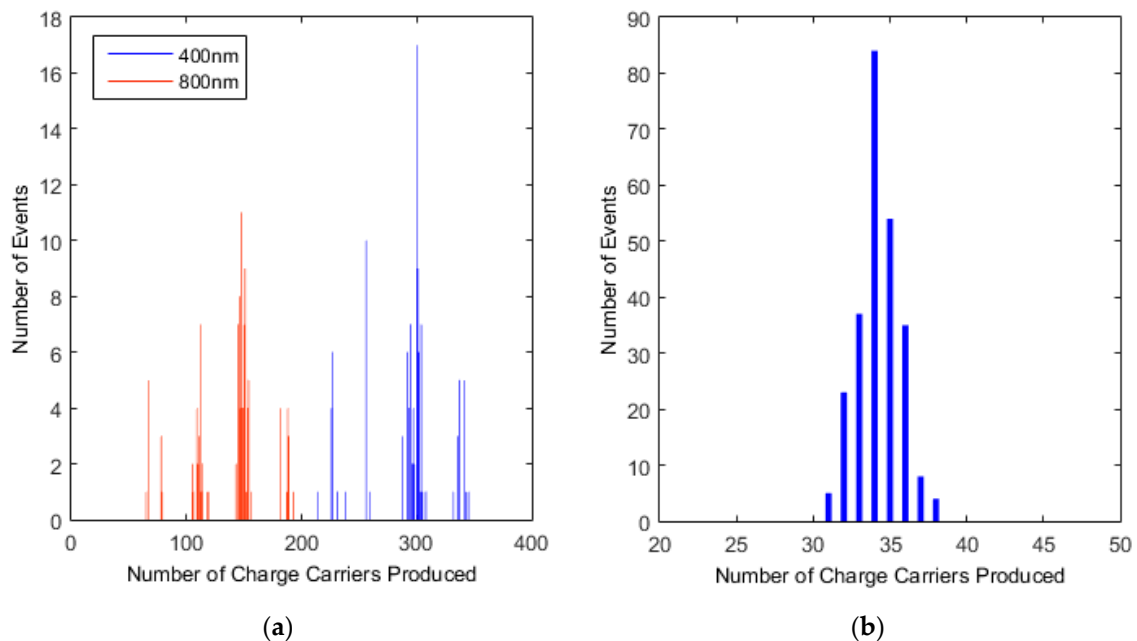 18
16
14
12
10
8
6
4
2
0
Number of Events
400nm
800nm
0 100 200 300 400
Number of Charge Carriers Produced
(a)
90
80
70
60
50
40
30
20
10
0
Number of Events
20 25 30 35 40 45 50
Number of Charge Carriers Produced
(b)